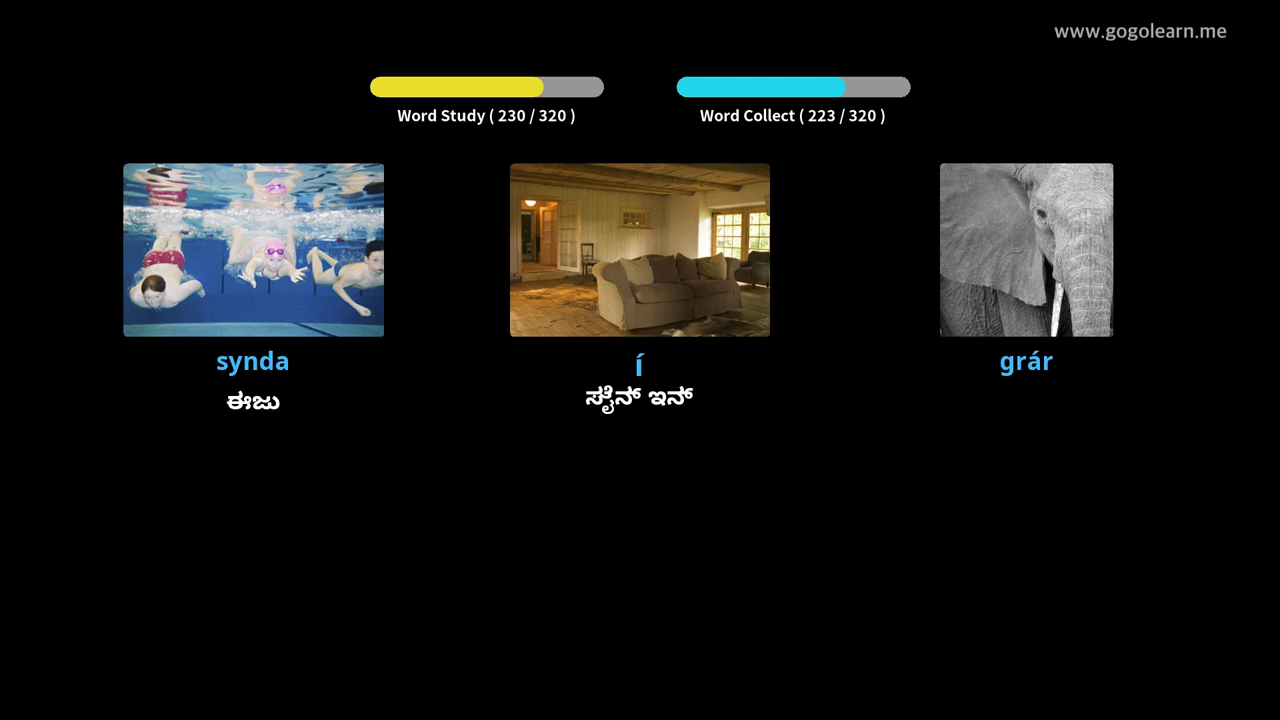 www.gogolearn.me
Word Study ( 230 / 320 )
Word Collect ( 223 / 320 )
synda
í
grár
ಈಜು
ಸೈನ್ ಇನ್